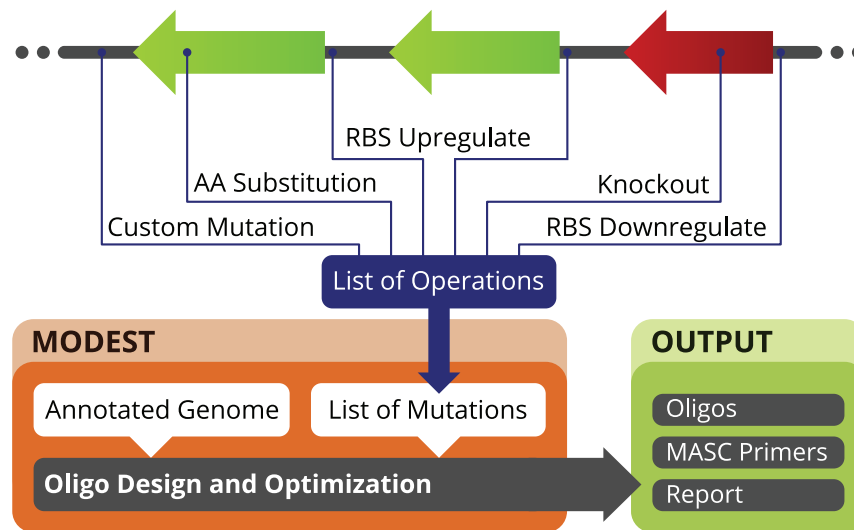 RBS Upregulate
AA Substitution
Knockout
Custom Mutation
RBS Downregulate
List of Operations
MODEST
OUTPUT
Annotated Genome
List of Mutations
Oligos
MASC Primers
Oligo Design and Optimization
Report